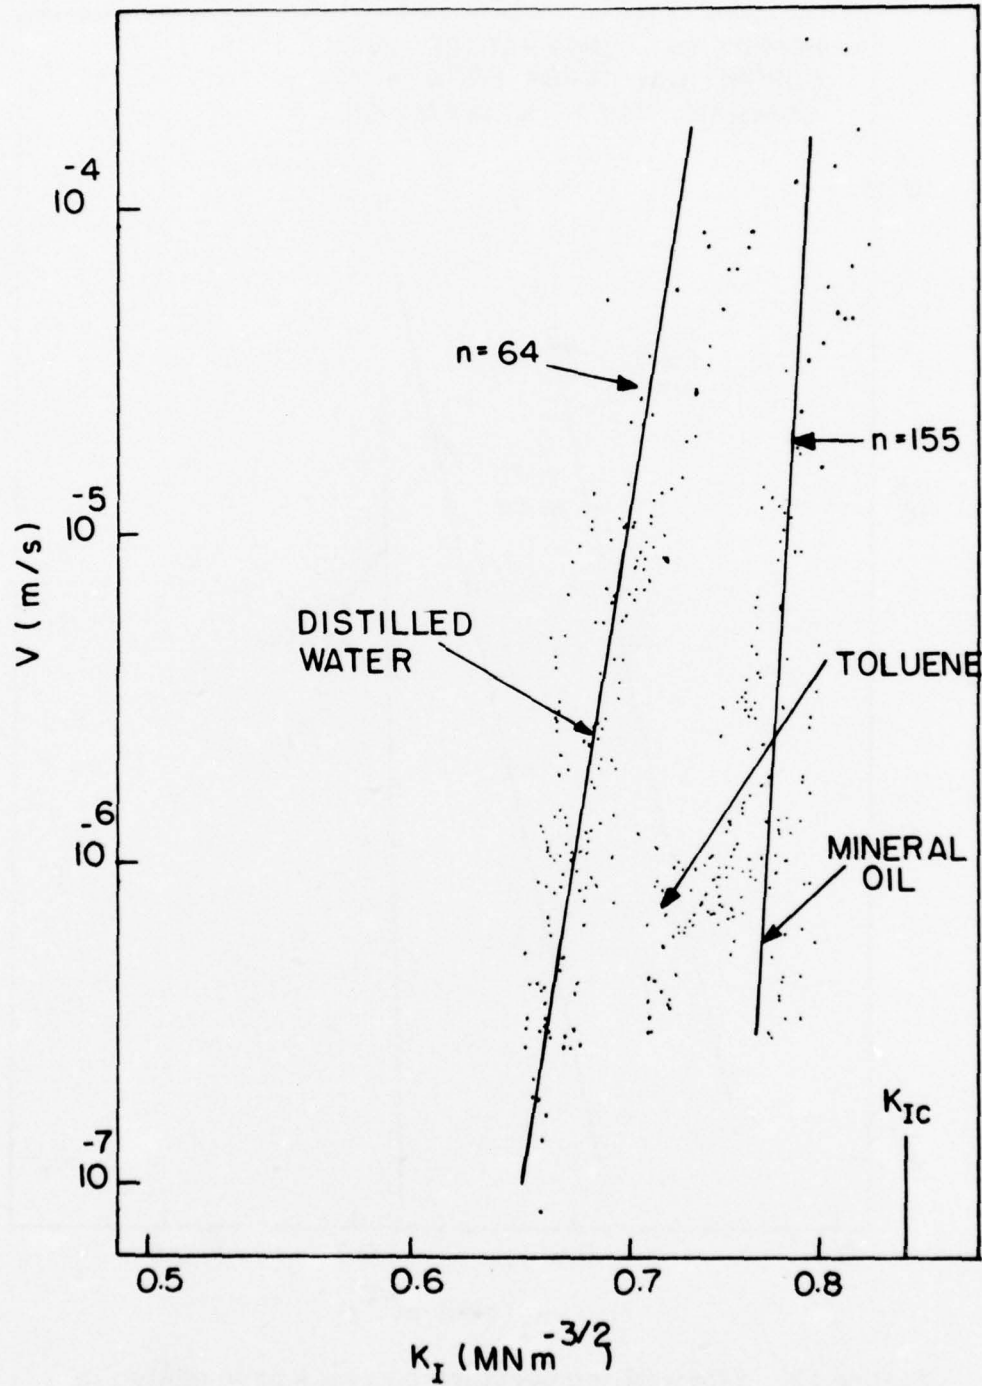 10^-4
n=64
n=155
10^-5
V (m/s)
DISTILLED
WATER
TOLUENE
10^-6
MINERAL
OIL
K_IC
10^-7
0.5 0.6 0.7 0.8
K_I (MNm^-3/2)